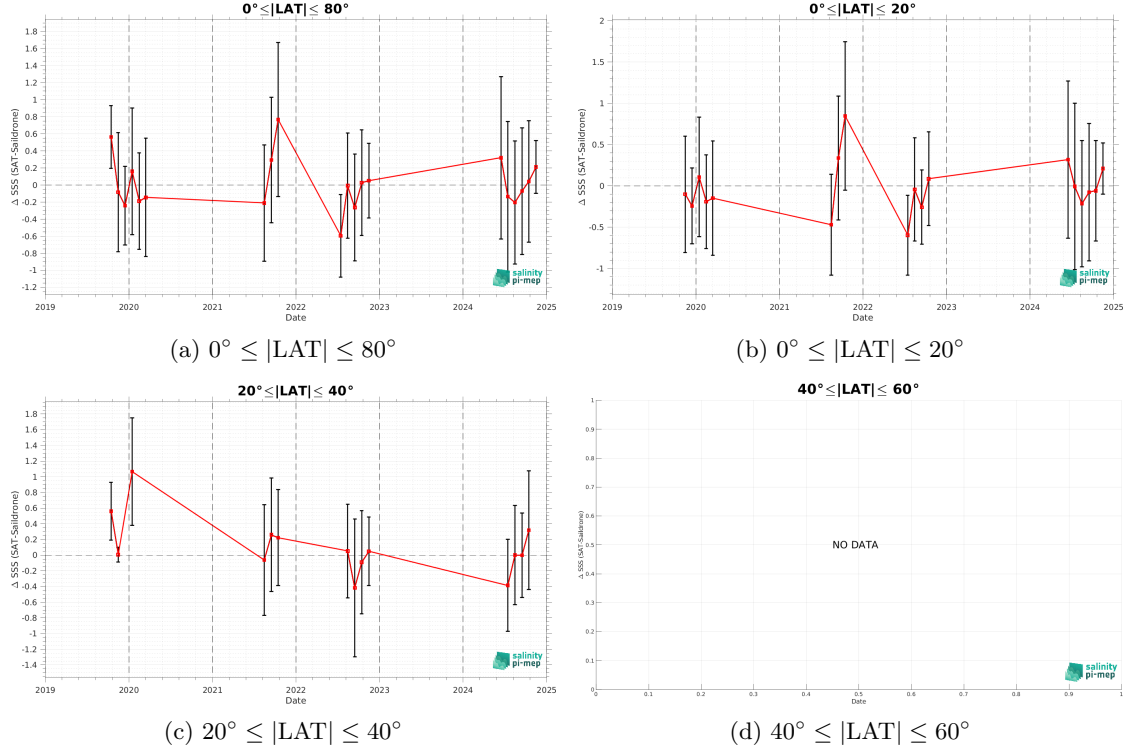 0°≤|LAT|≤ 80°
1.8
1.6
1.4
1.2
1
0.8
0.6
0.4
0.2
0
-0.2
-0.4
-0.6
-0.8
-1
-1.2
Δ SSS (SAT-Saildrone)
2019 2020 2021 2022 2023 2024 2025
Date
salinity
pi-mep
(a) 0° ≤ |LAT| ≤ 80°
0°≤|LAT|≤ 20°
2
1.5
1
0.5
0
-0.5
-1
Δ SSS (SAT-Saildrone)
2019 2020 2021 2022 2023 2024 2025
Date
salinity
pi-mep
(b) 0° ≤ |LAT| ≤ 20°
20°≤|LAT|≤ 40°
1.8
1.6
1.4
1.2
1
0.8
0.6
0.4
0.2
0
-0.2
-0.4
-0.6
-0.8
-1
-1.2
-1.4
Δ SSS (SAT-Saildrone)
2019 2020 2021 2022 2023 2024 2025
Date
salinity
pi-mep
(c) 20° ≤ |LAT| ≤ 40°
40°≤|LAT|≤ 60°
1
0.9
0.8
0.7
0.6
0.5
0.4
0.3
0.2
0.1
0
Δ SSS (SAT-Saildrone)
NO DATA
0 0.1 0.2 0.3 0.4 0.5 0.6 0.7 0.8 0.9 1
Date
salinity
pi-mep
(d) 40° ≤ |LAT| ≤ 60°